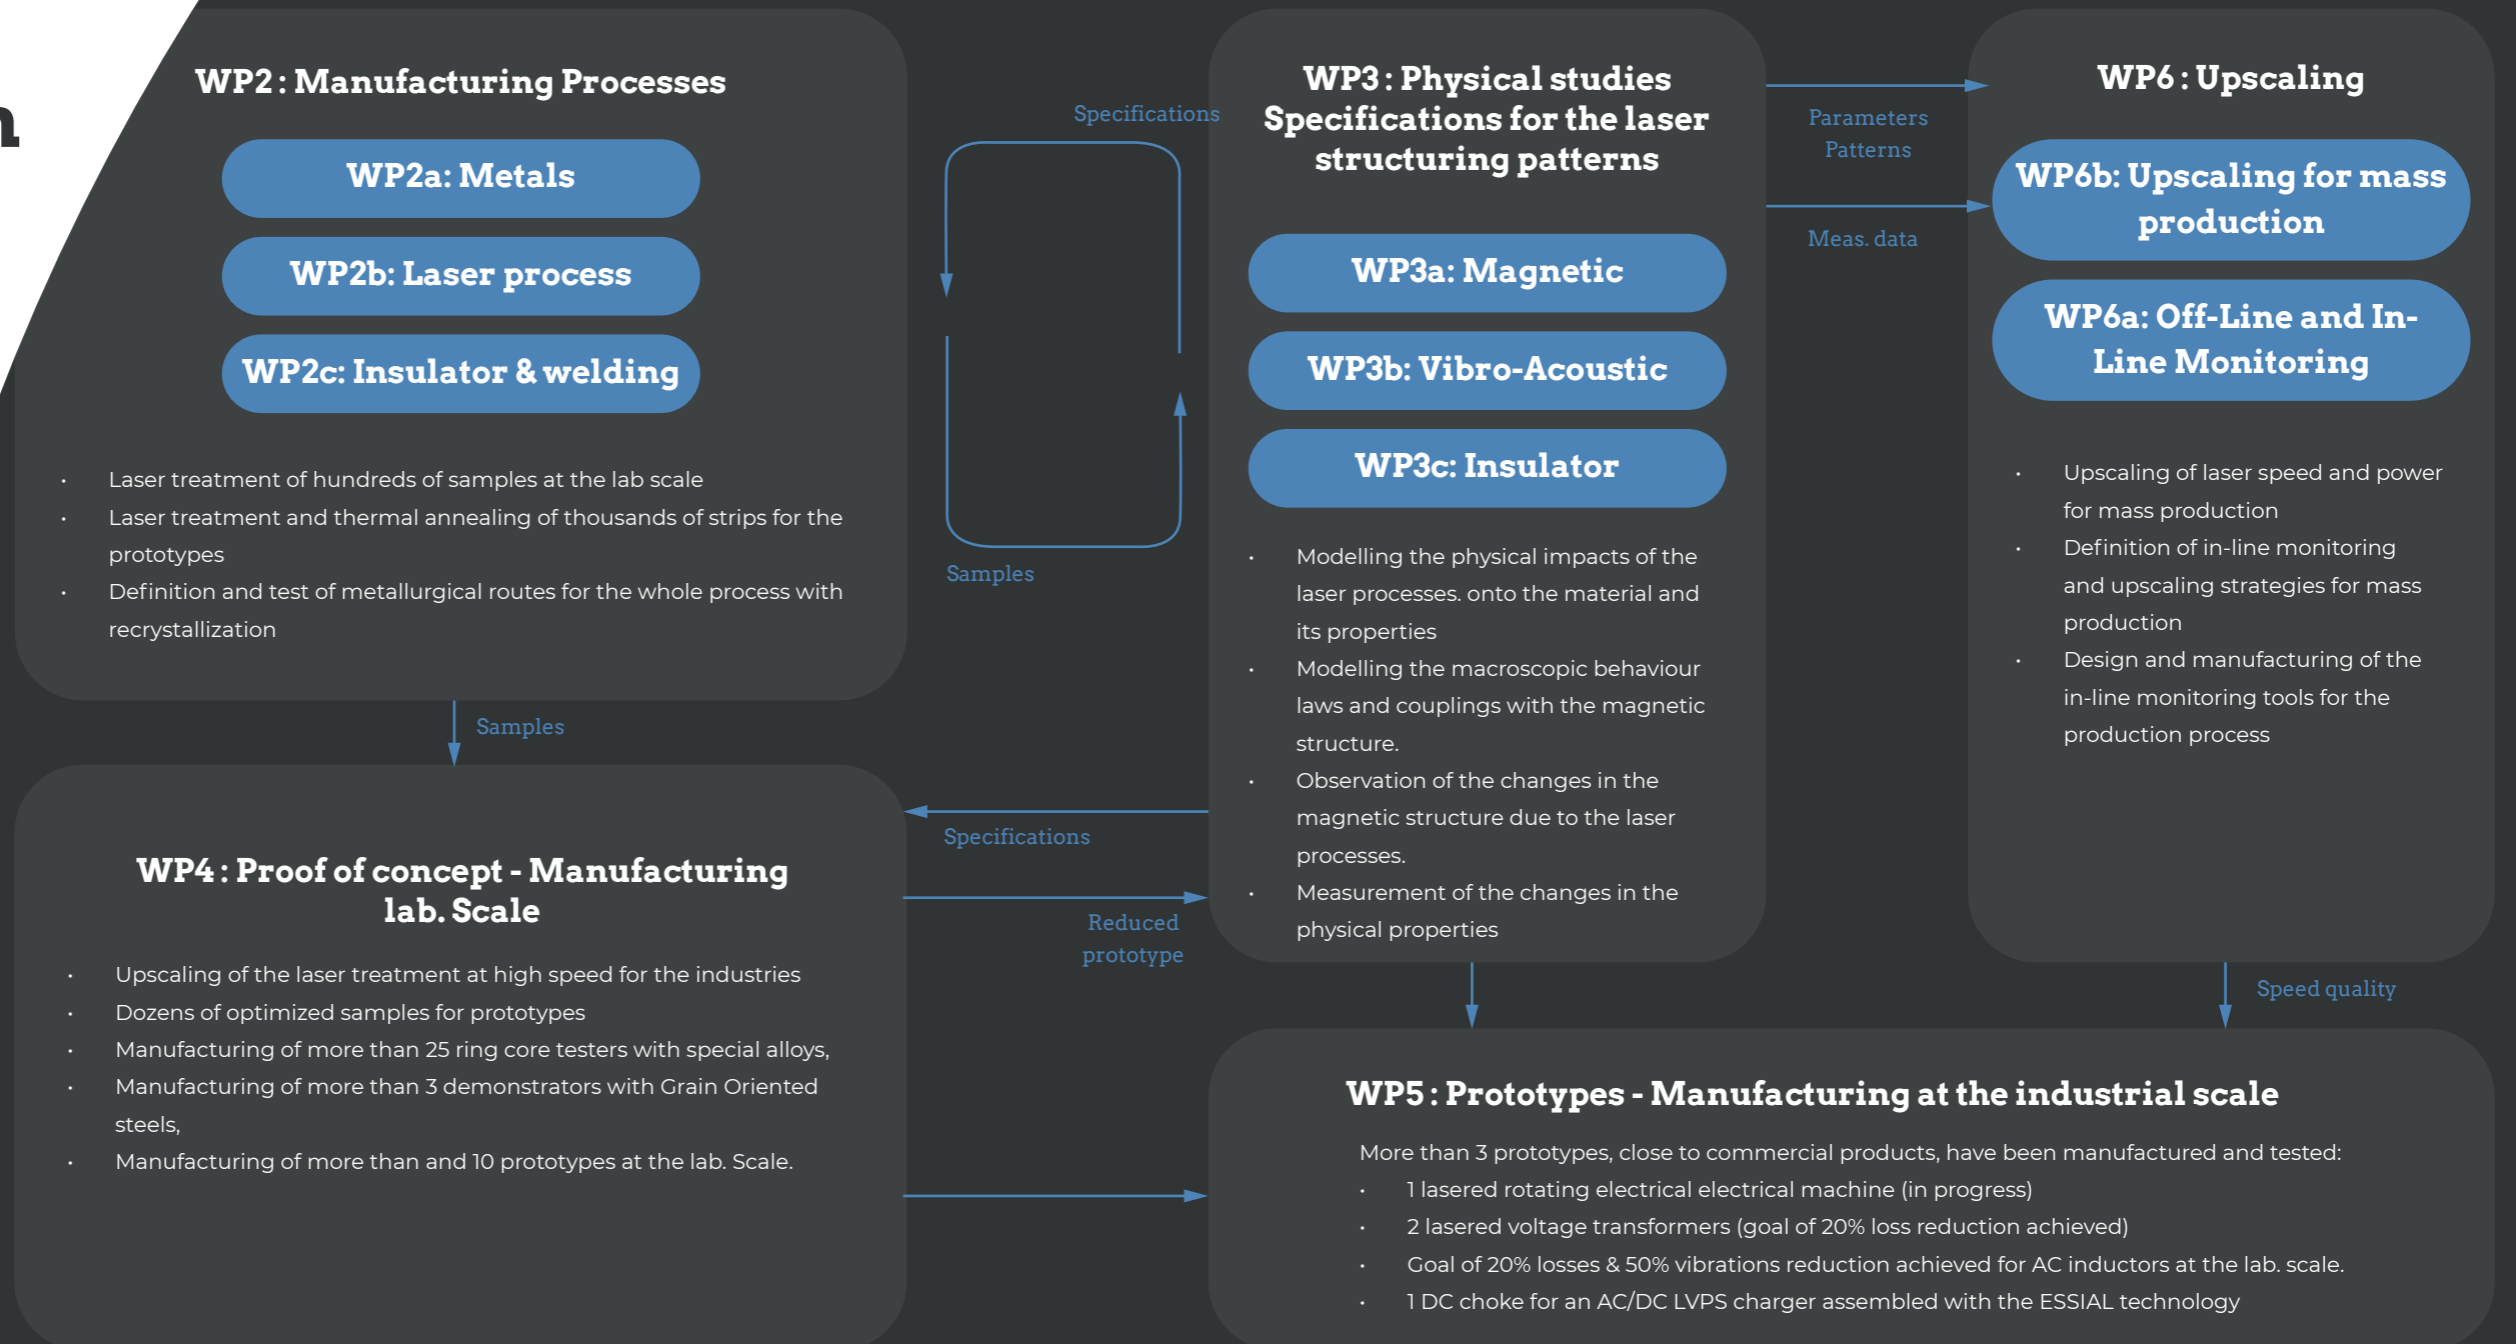 n
WP2 : Manufacturing Processes
WP2a: Metals
WP2b: Laser process
WP2c: Insulator & welding
• Laser treatment of hundreds of samples at the lab scale
• Laser treatment and thermal annealing of thousands of strips for the
prototypes
• Definition and test of metallurgical routes for the whole process with
recrystallization
Specifications
Samples
WP3 : Physical studies
Specifications for the laser
structuring patterns
WP3a: Magnetic
WP3b: Vibro-Acoustic
WP3c: Insulator
• Modelling the physical impacts of the
laser processes. onto the material and
its properties
• Modelling the macroscopic behaviour
laws and couplings with the magnetic
structure.
• Observation of the changes in the
magnetic structure due to the laser
processes.
• Measurement of the changes in the
physical properties
Parameters
Patterns
Meas. data
WP6 : Upscaling
WP6b: Upscaling for mass
production
WP6a: Off-Line and In-
Line Monitoring
• Upscaling of laser speed and power
for mass production
• Definition of in-line monitoring
and upscaling strategies for mass
production
• Design and manufacturing of the
in-line monitoring tools for the
production process
Samples
Specifications
Reduced
prototype
Speed quality
WP4 : Proof of concept - Manufacturing
lab. Scale
• Upscaling of the laser treatment at high speed for the industries
• Dozens of optimized samples for prototypes
• Manufacturing of more than 25 ring core testers with special alloys,
• Manufacturing of more than 3 demonstrators with Grain Oriented
steels,
• Manufacturing of more than and 10 prototypes at the lab. Scale.
WP5 : Prototypes - Manufacturing at the industrial scale
More than 3 prototypes, close to commercial products, have been manufactured and tested:
• 1 lasered rotating electrical electrical machine (in progress)
• 2 lasered voltage transformers (goal of 20% loss reduction achieved)
• Goal of 20% losses & 50% vibrations reduction achieved for AC inductors at the lab. scale.
• 1 DC choke for an AC/DC LVPS charger assembled with the ESSIAL technology